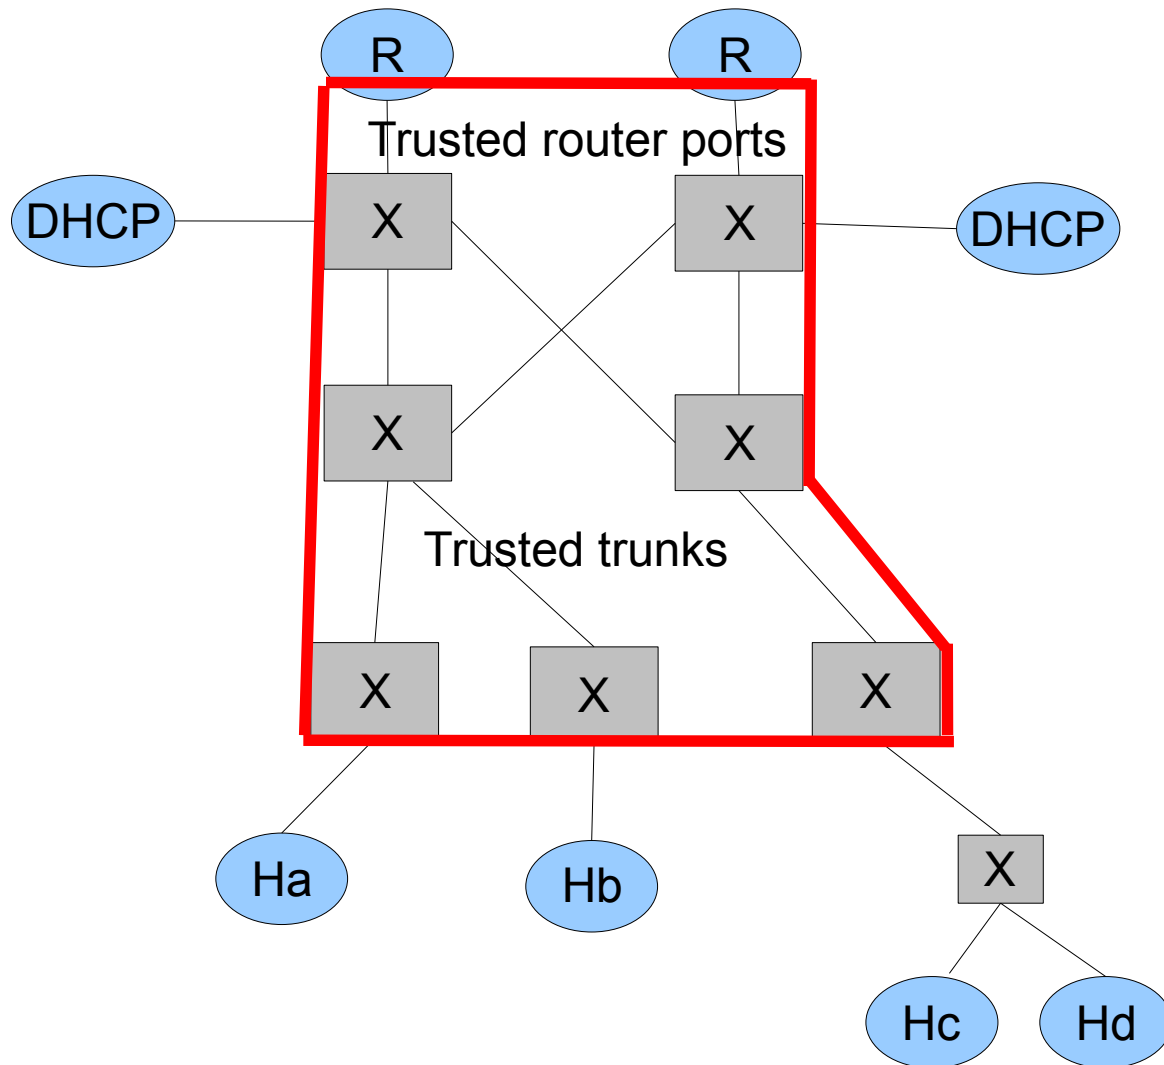 R
R
Trusted router ports
DHCP
X
X
DHCP
X
X
Trusted trunks
X
X
X
Ha
Hb
X
Hc
Hd